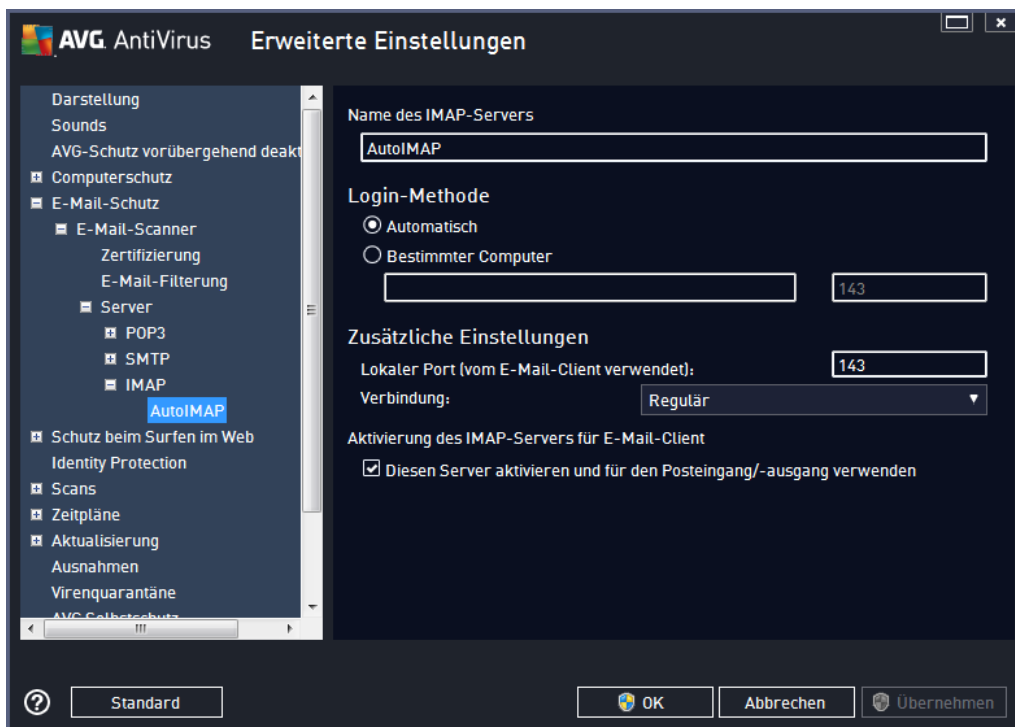 AVG AntiVirus Erweiterte Einstellungen
Darstellung
Sounds
AVG-Schutz vorübergehend deakt
Computerschutz
E-Mail-Schutz
E-Mail-Scanner
Zertifizierung
E-Mail-Filterung
Server
POP3
SMTP
IMAP
AutoIMAP
Schutz beim Surfen im Web
Identity Protection
Scans
Zeitpläne
Aktualisierung
Ausnahmen
Virenquarantäne
AVG Selbstschutz
Name des IMAP-Servers
AutoIMAP
Login-Methode
Automatisch
Bestimmter Computer
143
Zusätzliche Einstellungen
Lokaler Port (vom E-Mail-Client verwendet): 143
Verbindung: Regulär
Aktivierung des IMAP-Servers für E-Mail-Client
Diesen Server aktivieren und für den Posteingang/-ausgang verwenden
Standard OK Abbrechen Übernehmen